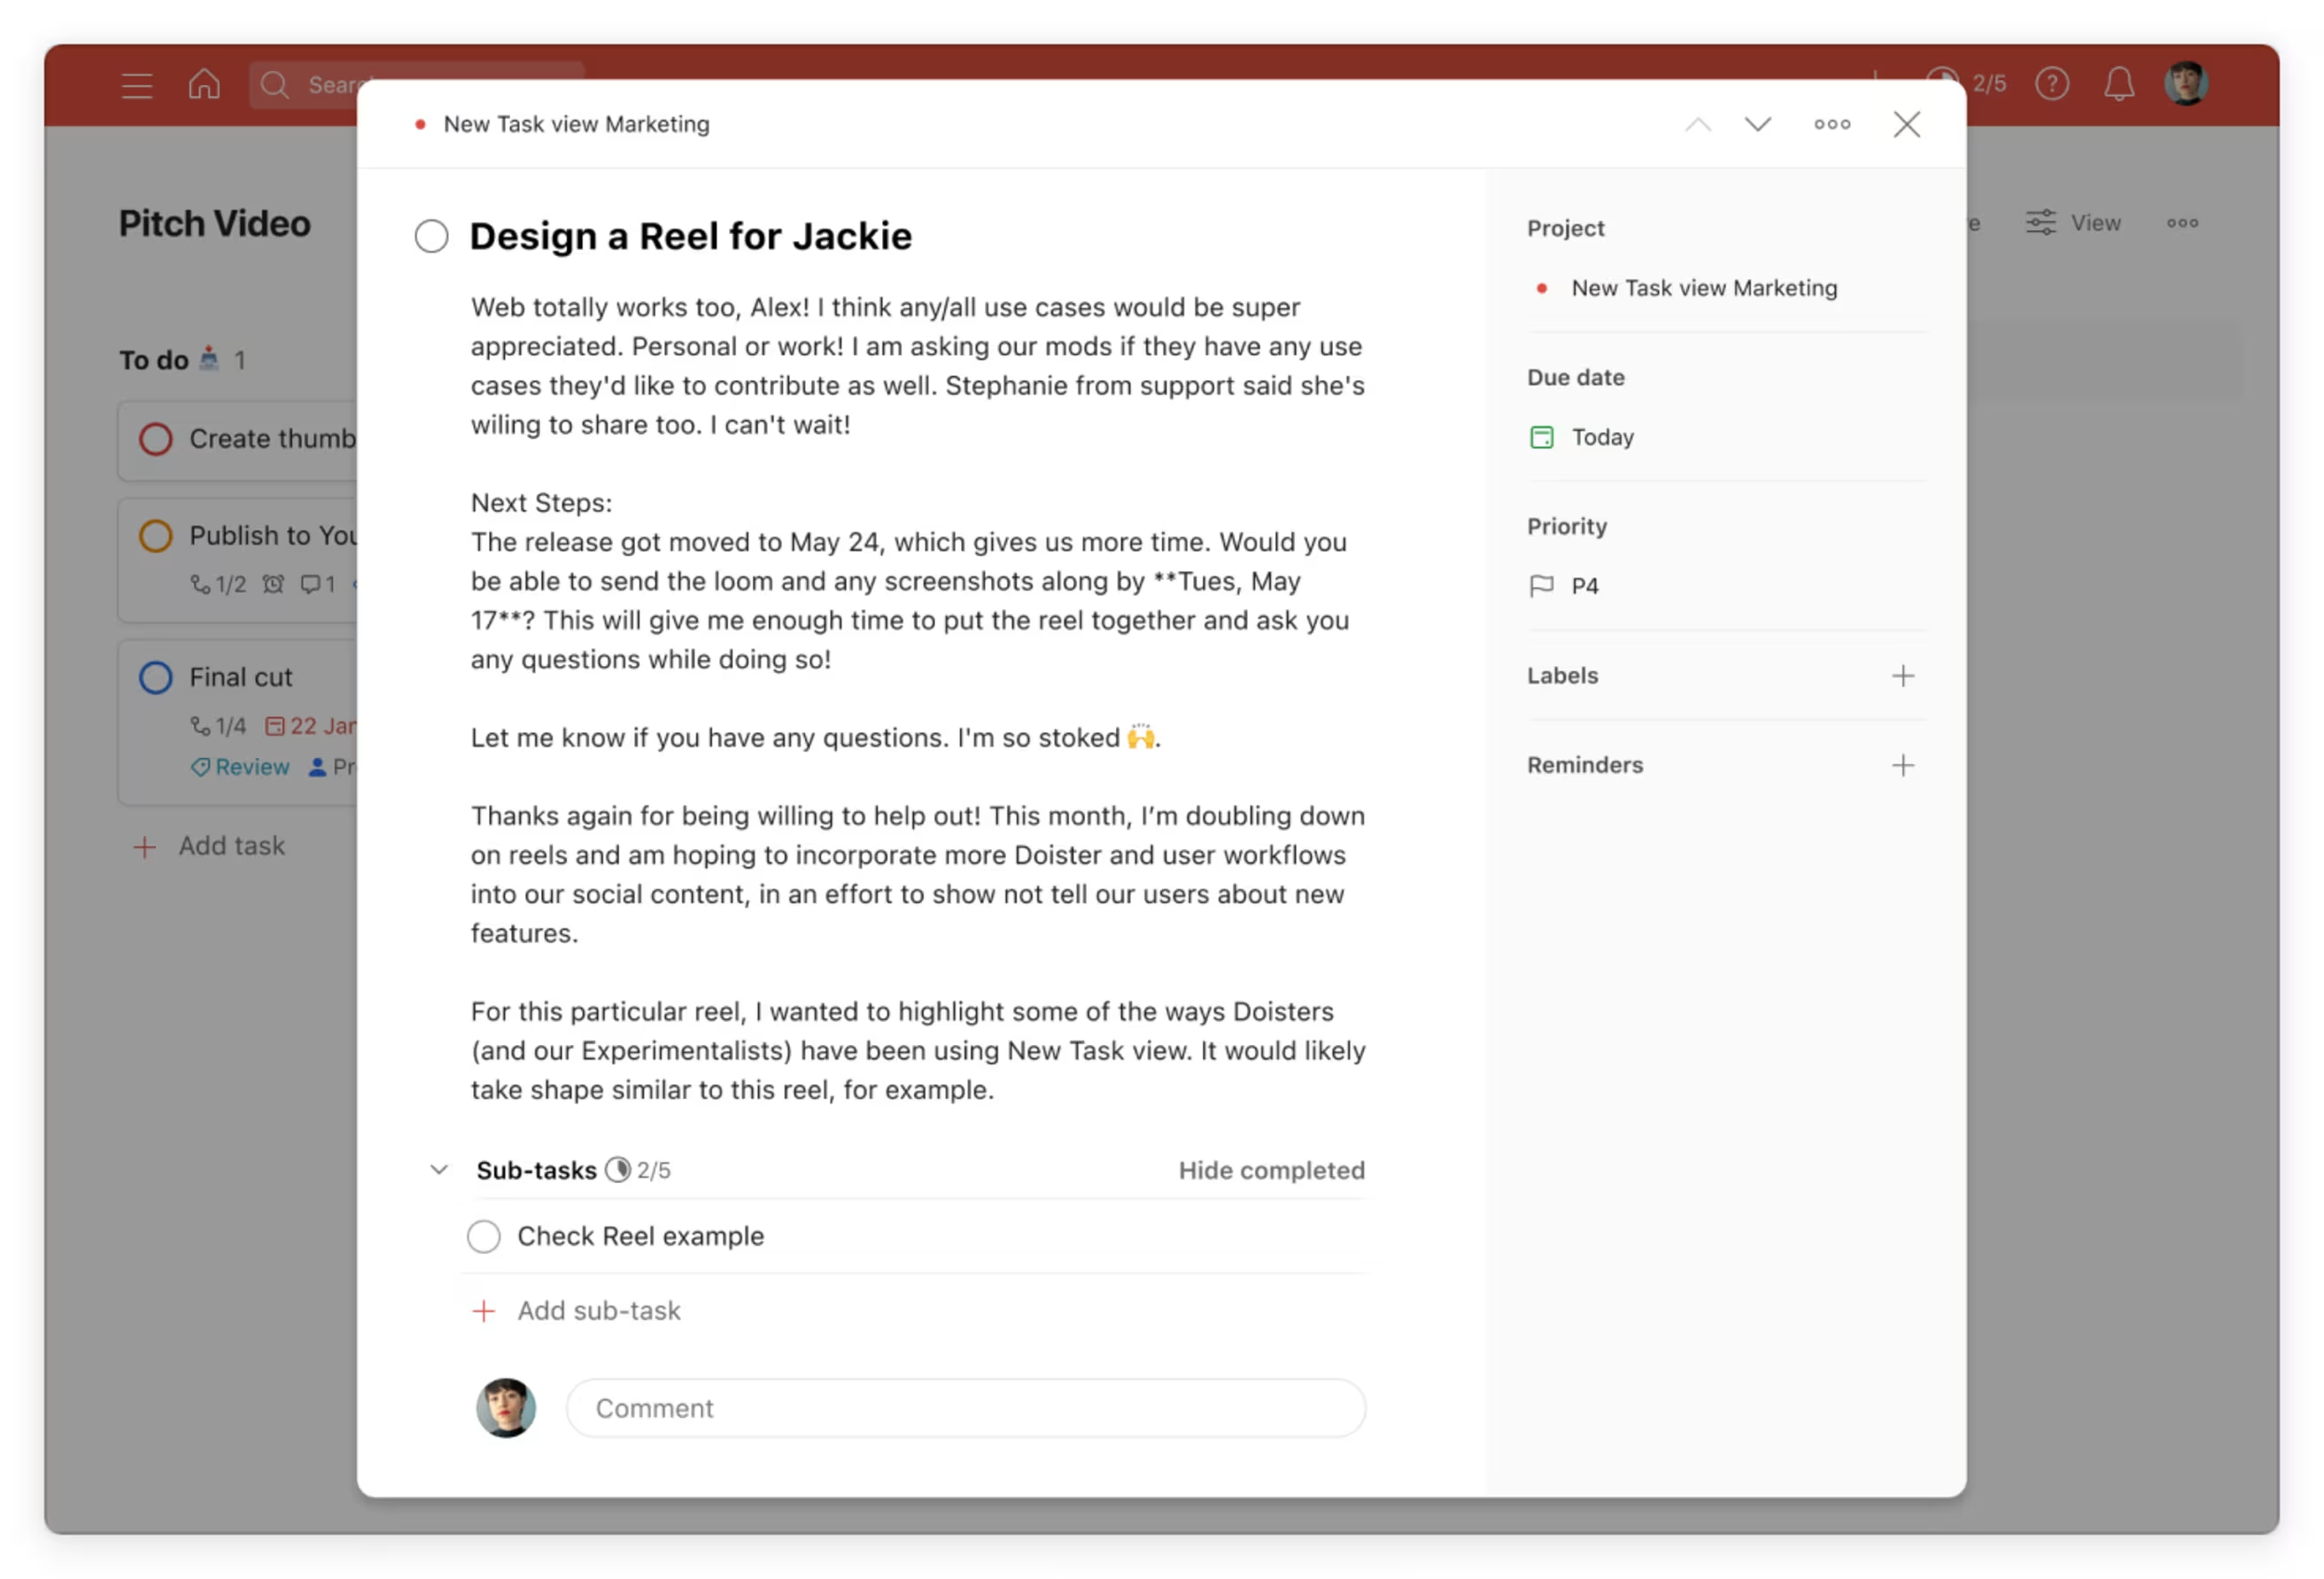 2/5
New Task view Marketing
Pitch Video
View
To do 1
Create thumb
Publish to You
1/2 1
Final cut
1/4 22 Jan
Review
Add task
Design a Reel for Jackie
Web totally works too, Alex! I think any/all use cases would be super
appreciated. Personal or work! I am asking our mods if they have any use
cases they'd like to contribute as well. Stephanie from support said she's
wiling to share too. I can't wait!
Next Steps:
The release got moved to May 24, which gives us more time. Would you
be able to send the loom and any screenshots along by **Tues, May
17**? This will give me enough time to put the reel together and ask you
any questions while doing so!
Let me know if you have any questions. I'm so stoked 🙌.
Thanks again for being willing to help out! This month, I’m doubling down
on reels and am hoping to incorporate more Doister and user workflows
into our social content, in an effort to show not tell our users about new
features.
For this particular reel, I wanted to highlight some of the ways Doisters
(and our Experimentalists) have been using New Task view. It would likely
take shape similar to this reel, for example.
Sub-tasks 2/5
Hide completed
Check Reel example
Add sub-task
Comment
Project
New Task view Marketing
Due date
Today
Priority
P4
Labels
Reminders